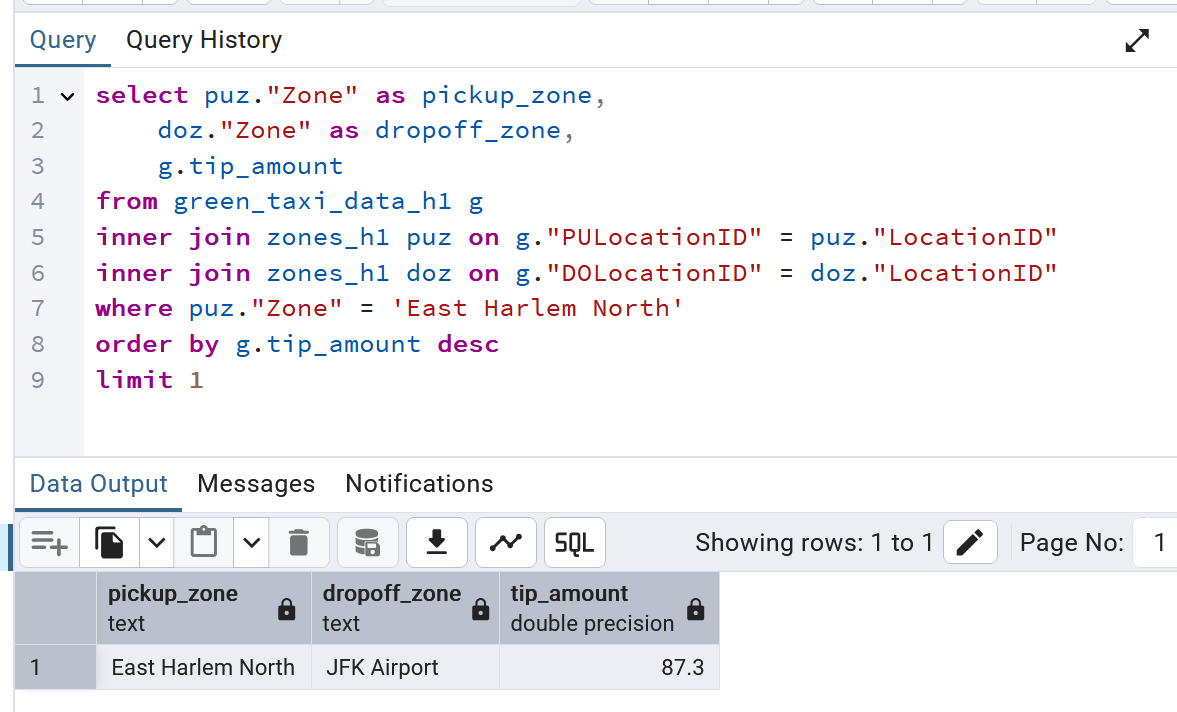 Query Query History
1 select puz."Zone" as pickup_zone,
2 doz."Zone" as dropoff_zone,
3 g.tip_amount
4 from green_taxi_data_h1 g
5 inner join zones_h1 puz on g."PULocationID" = puz."LocationID"
6 inner join zones_h1 doz on g."DOLocationID" = doz."LocationID"
7 where puz."Zone" = 'East Harlem North'
8 order by g.tip_amount desc
9 limit 1
Data Output Messages Notifications
SQL Showing rows: 1 to 1 Page No: 1
pickup_zone dropoff_zone tip_amount
text text double precision
1 East Harlem North JFK Airport 87.3